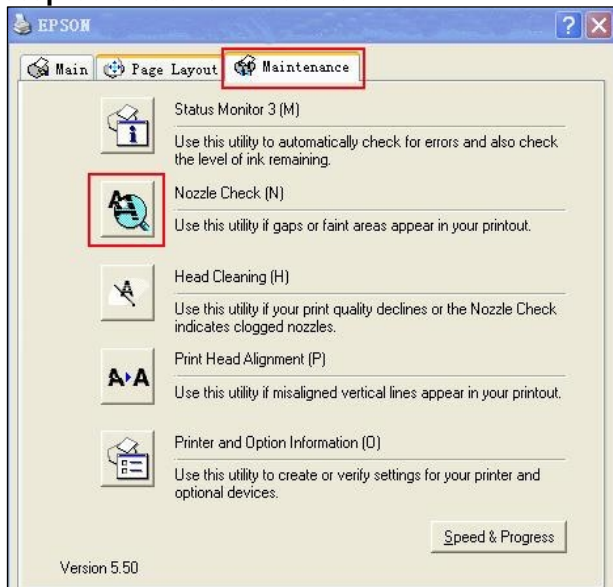 EPSON
Main Page Layout Maintenance
Status Monitor 3 (M)
Use this utility to automatically check for errors and also check
the level of ink remaining.
Nozzle Check (N)
Use this utility if gaps or faint areas appear in your printout.
Head Cleaning (H)
Use this utility if your print quality declines or the Nozzle Check
indicates clogged nozzles.
Print Head Alignment (P)
Use this utility if misaligned vertical lines appear in your printout.
Printer and Option Information (O)
Use this utility to create or verify settings for your printer and
optional devices.
Speed & Progress
Version 5.50